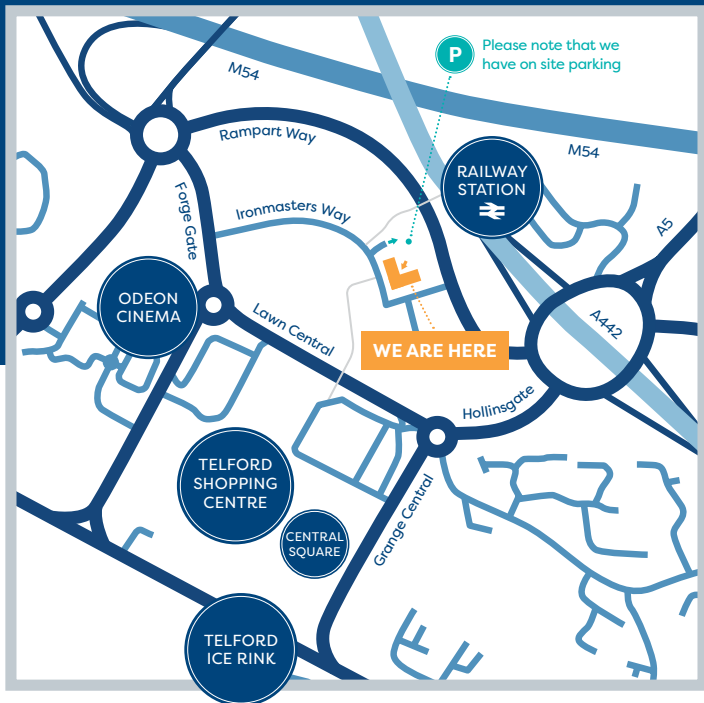 P
Please note that we
have on site parking
M54
M54
Rampart Way
RAILWAY
STATION
Forge Gate
Ironmasters Way
A5
ODEON
CINEMA
Lawn Central
A442
WE ARE HERE
Hollinsgate
TELFORD
SHOPPING
CENTRE
Grange Central
CENTRAL
SQUARE
TELFORD
ICE RINK